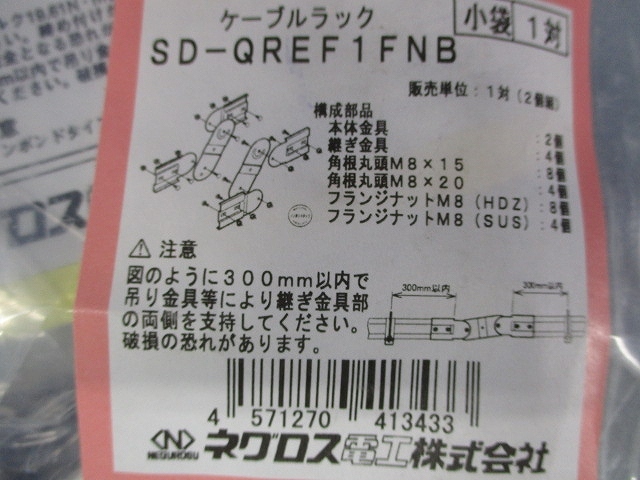 ケーブルラック
小袋 1対
SD-QREF1FNB
販売単位:1対(2個組)
構成部品
本体金具 :2個
継ぎ金具 :4個
角根丸頭M8×15 :8個
角根丸頭M8×20 :4個
フランジナットM8(HDZ):8個
フランジナットM8(SUS):4個
⚠ 注意
図のように300mm以内で
吊り金具等により継ぎ金具部
の両側を支持してください。
破損の恐れがあります。
300mm以内 300mm以内
4 571270 413433
NEGUROSU ネグロス電工株式会社